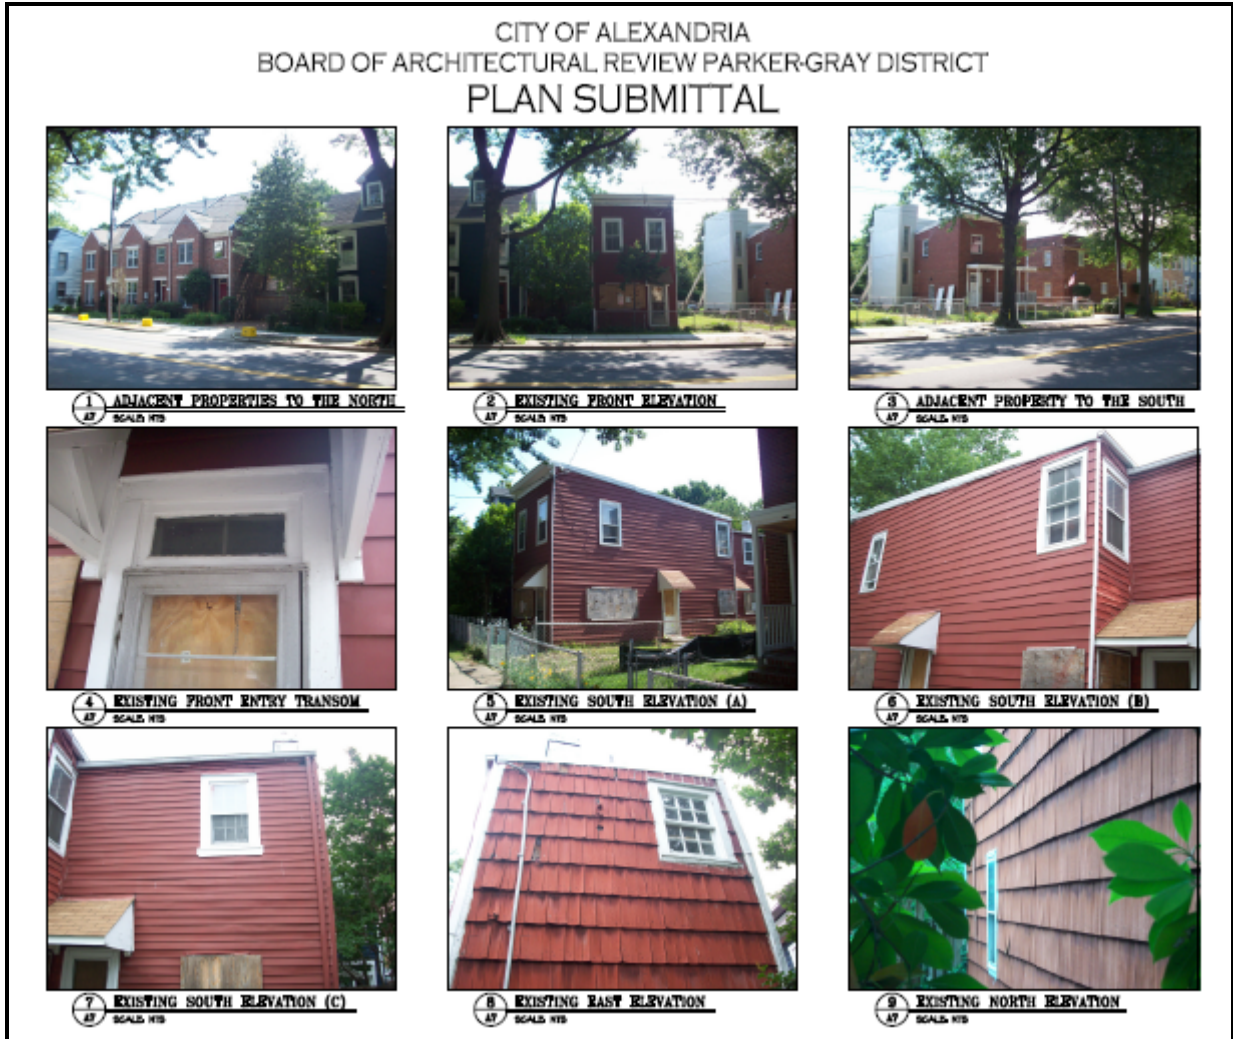 CITY OF ALEXANDRIA
BOARD OF ARCHITECTURAL REVIEW PARKER-GRAY DISTRICT
PLAN SUBMITTAL
1 ADJACENT PROPERTIES TO THE NORTH
A7 SCALE: NTS
2 EXISTING FRONT ELEVATION
A7 SCALE: NTS
3 ADJACENT PROPERTY TO THE SOUTH
A7 SCALE: NTS
4 EXISTING FRONT ENTRY TRANSOM
A7 SCALE: NTS
5 EXISTING SOUTH ELEVATION (A)
A7 SCALE: NTS
6 EXISTING SOUTH ELEVATION (B)
A7 SCALE: NTS
7 EXISTING SOUTH ELEVATION (C)
A7 SCALE: NTS
8 EXISTING EAST ELEVATION
A7 SCALE: NTS
9 EXISTING NORTH ELEVATION
A7 SCALE: NTS